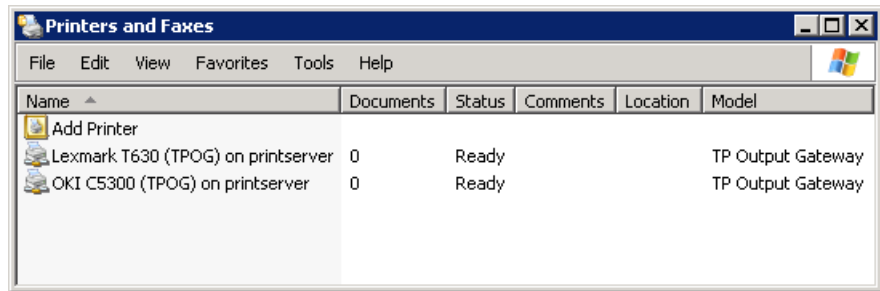 Printers and Faxes
File Edit View Favorites Tools Help
Name Documents Status Comments Location Model
Add Printer
Lexmark T630 (TPOG) on printserver 0 Ready TP Output Gateway
OKI C5300 (TPOG) on printserver 0 Ready TP Output Gateway